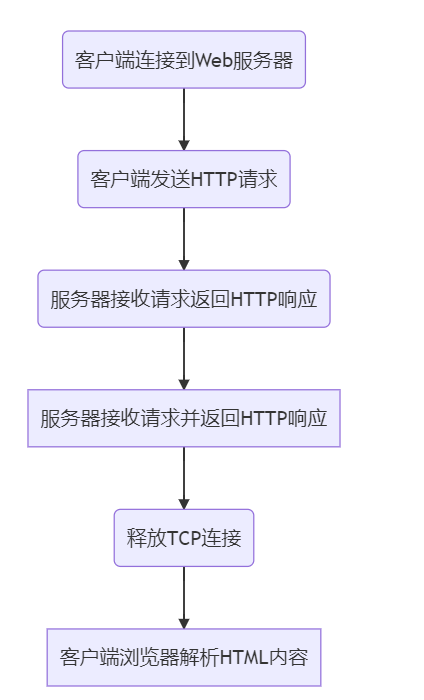 客户端连接到Web服务器
客户端发送HTTP请求
服务器接收请求返回HTTP响应
服务器接收请求并返回HTTP响应
释放TCP连接
客户端浏览器解析HTML内容